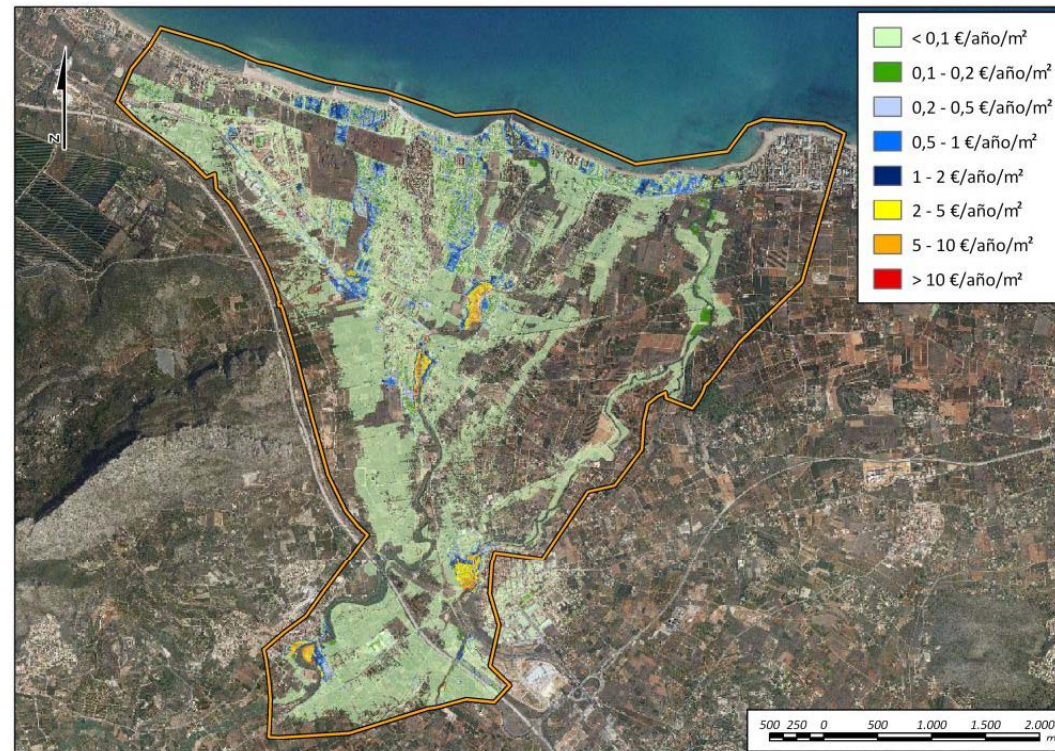 < 0,1 €/año/m²
0,1 - 0,2 €/año/m²
0,2 - 0,5 €/año/m²
0,5 - 1 €/año/m²
1 - 2 €/año/m²
2 - 5 €/año/m²
5 - 10 €/año/m²
> 10 €/año/m²
N
500 250 0 500 1.000 1.500 2.000
m